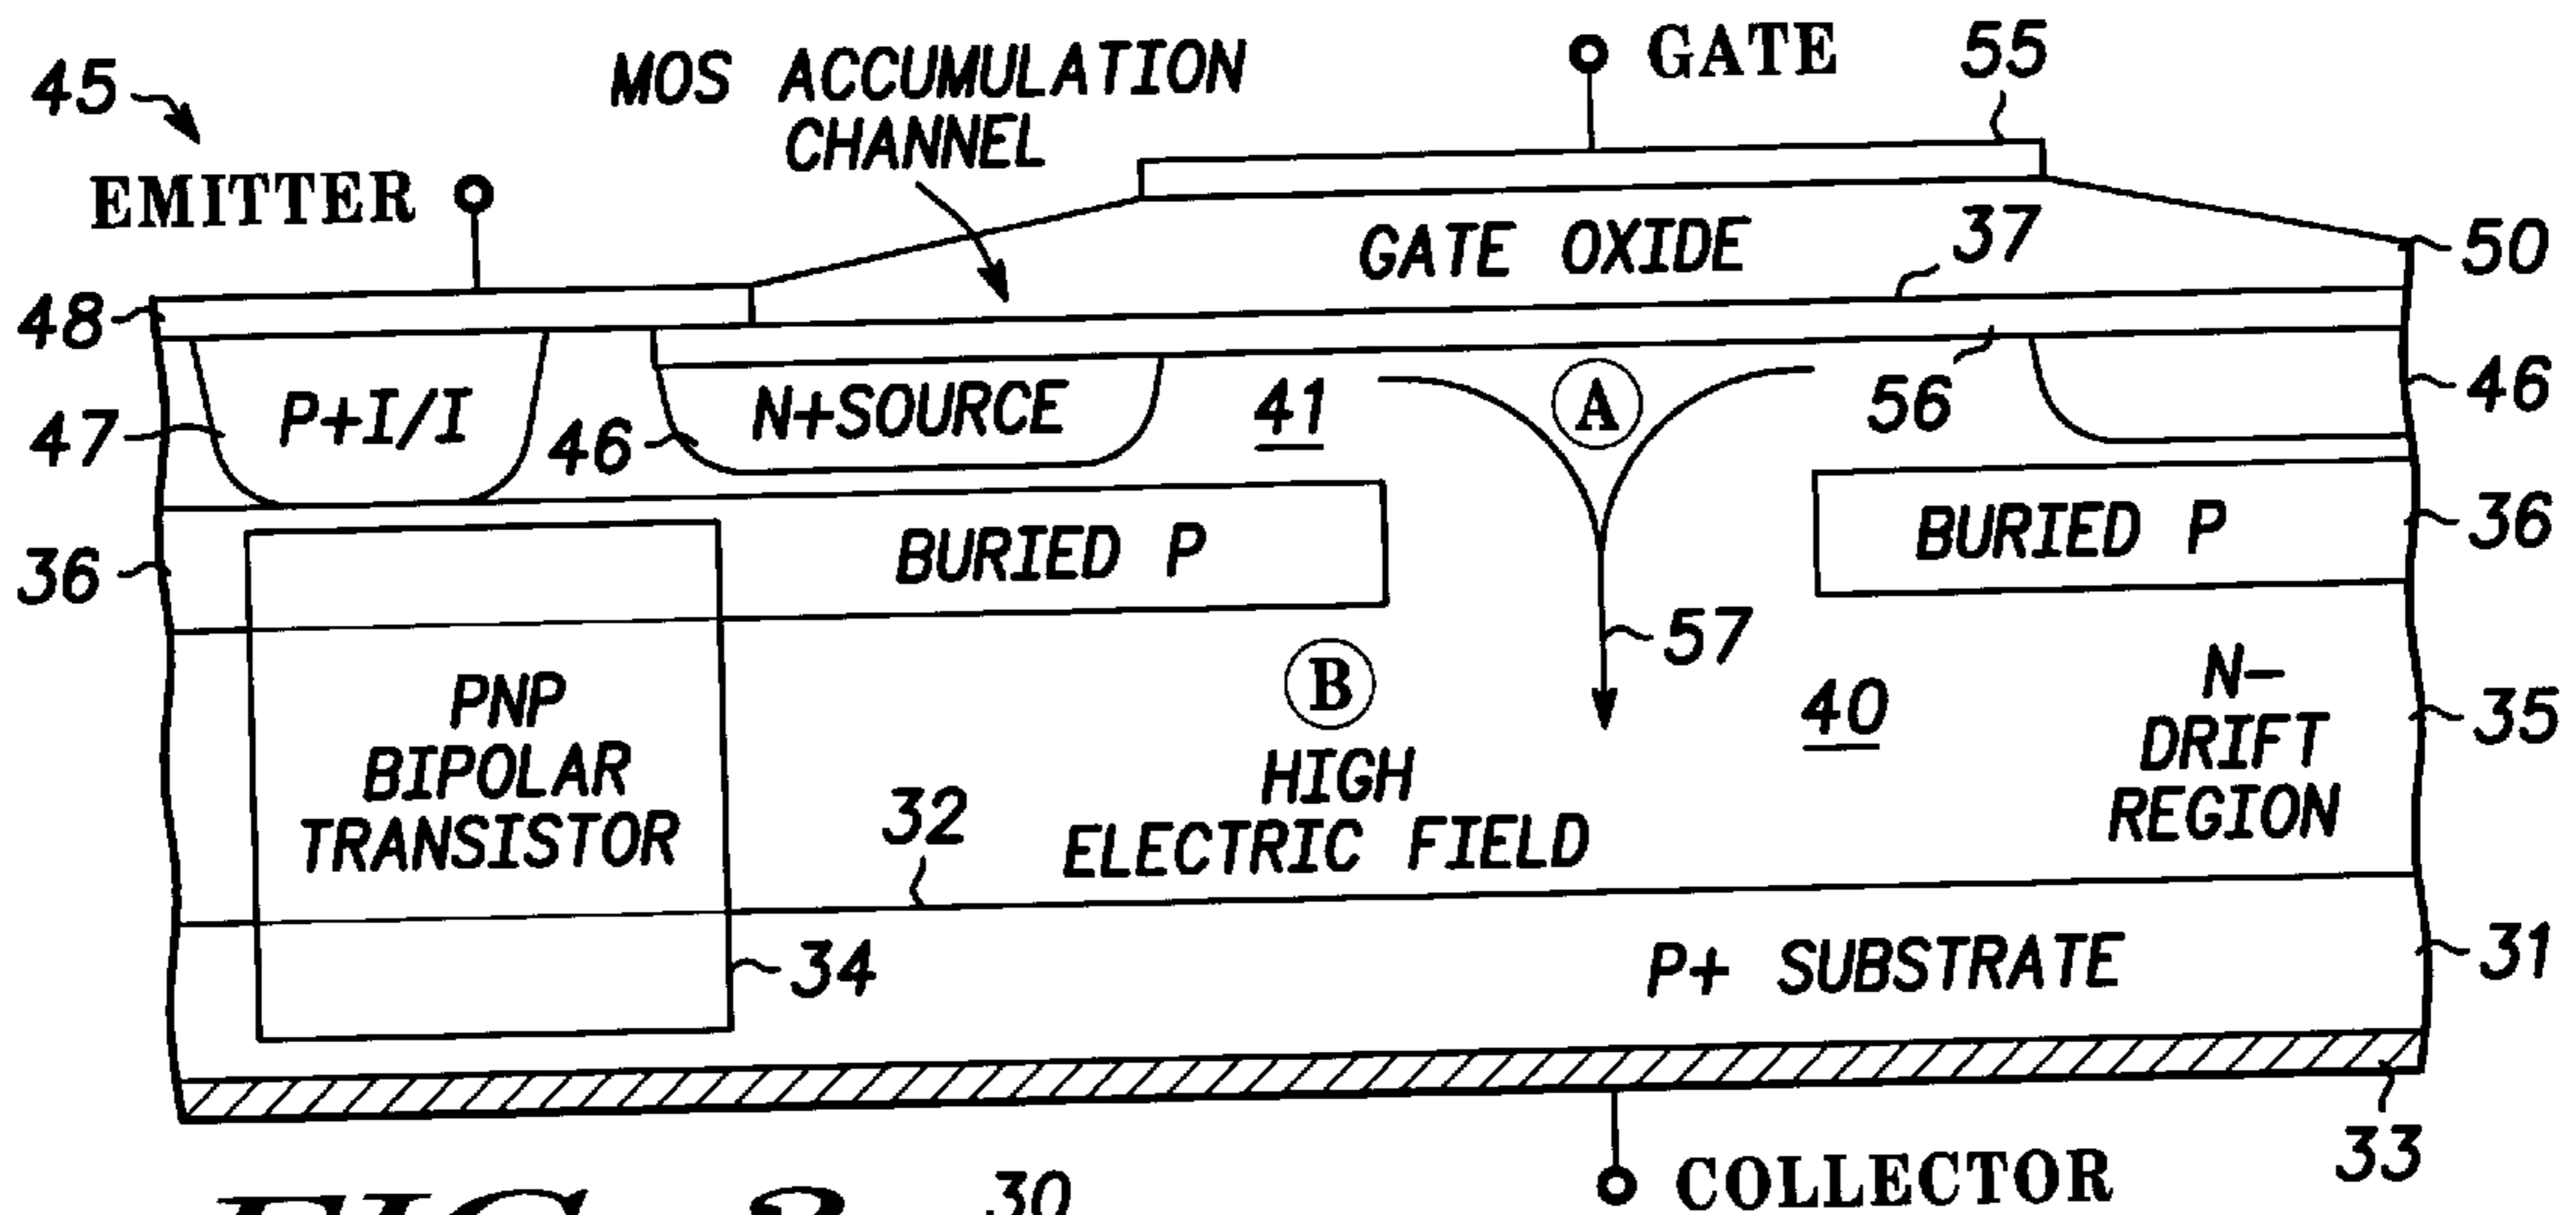 45
MOS ACCUMULATION
CHANNEL
GATE
55
EMITTER
GATE OXIDE
37
50
48
47
P+I/I
46
N+SOURCE
41
A
56
46
36
BURIED P
BURIED P
36
57
B
40
HIGH
ELECTRIC FIELD
PNP
BIPOLAR
TRANSISTOR
32
N-
DRIFT
REGION
35
34
P+ SUBSTRATE
31
33
COLLECTOR
30